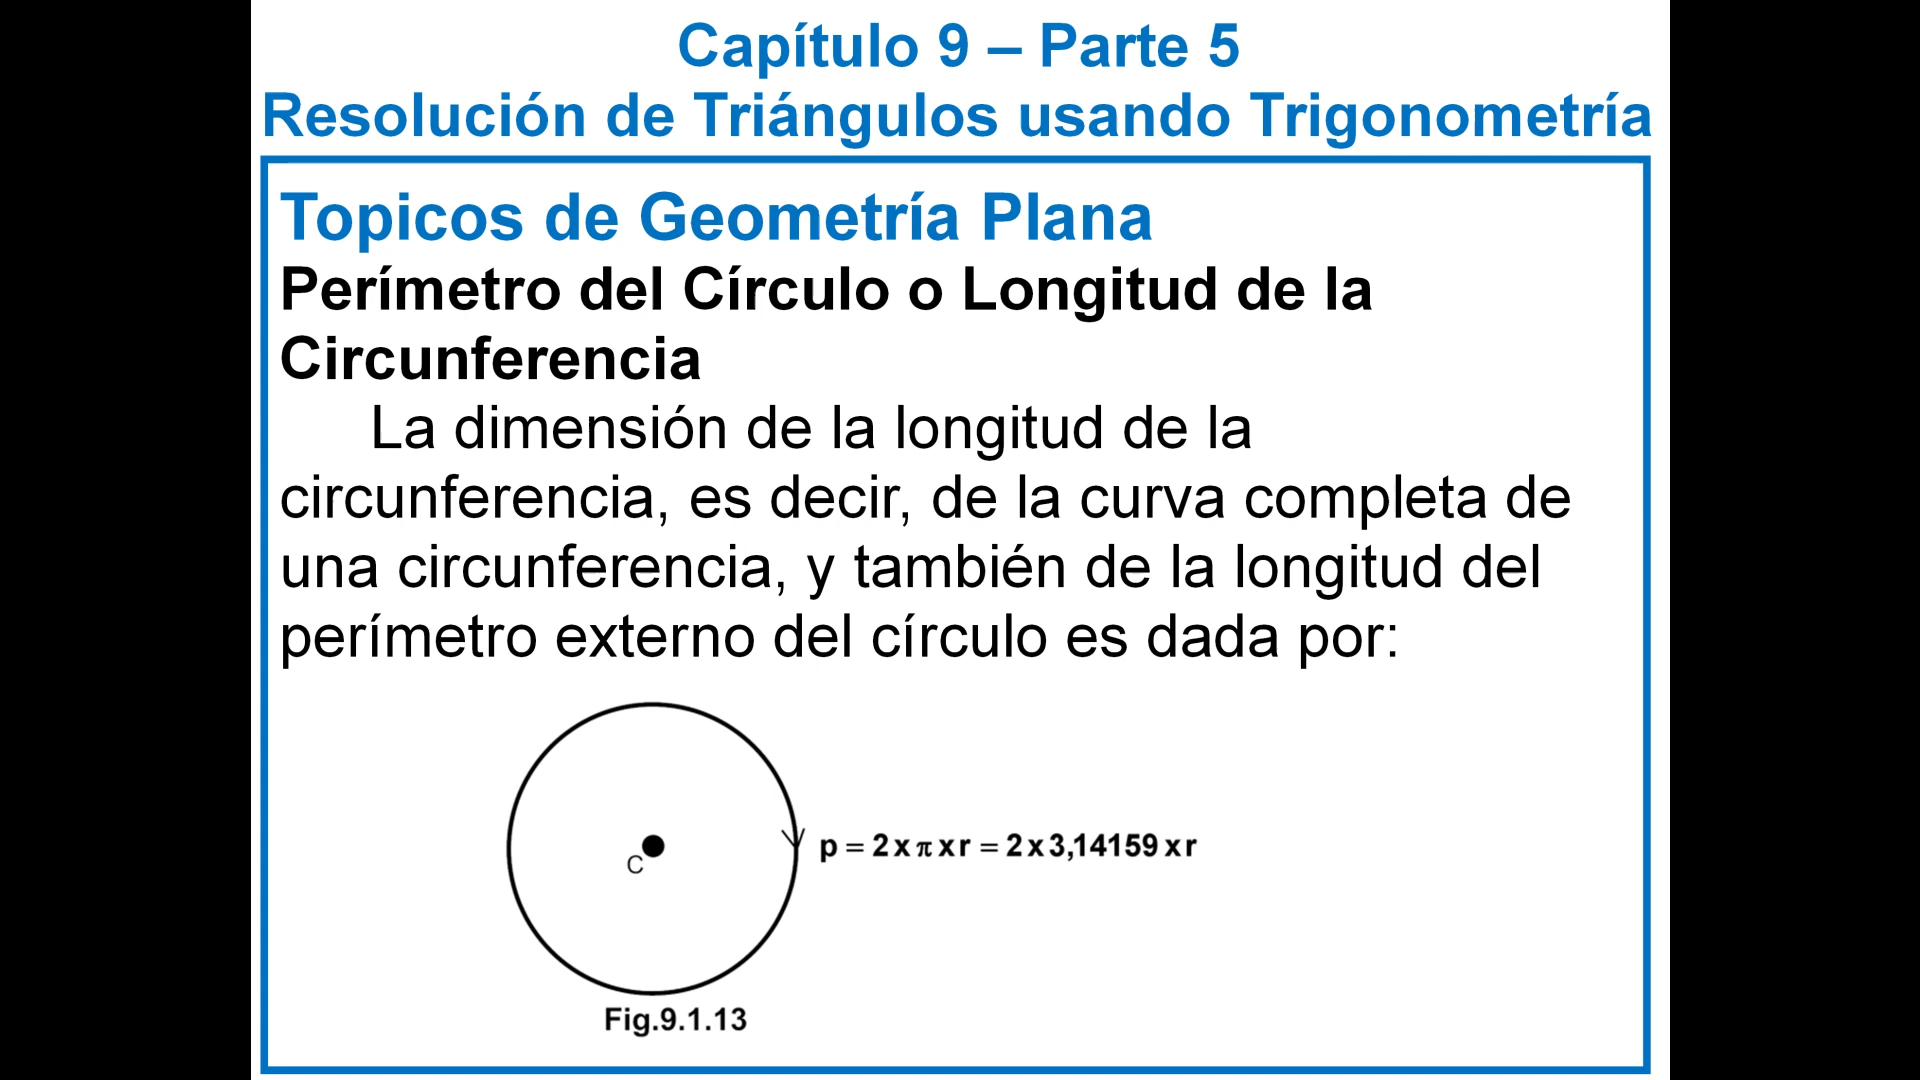 Capítulo 9 – Parte 5
Resolución de Triángulos usando Trigonometría
Topicos de Geometría Plana
Perímetro del Círculo o Longitud de la
Circunferencia
La dimensión de la longitud de la
circunferencia, es decir, de la curva completa de
una circunferencia, y también de la longitud del
perímetro externo del círculo es dada por:
p = 2 x π x r = 2 x 3,14159 x r
C
Fig.9.1.13